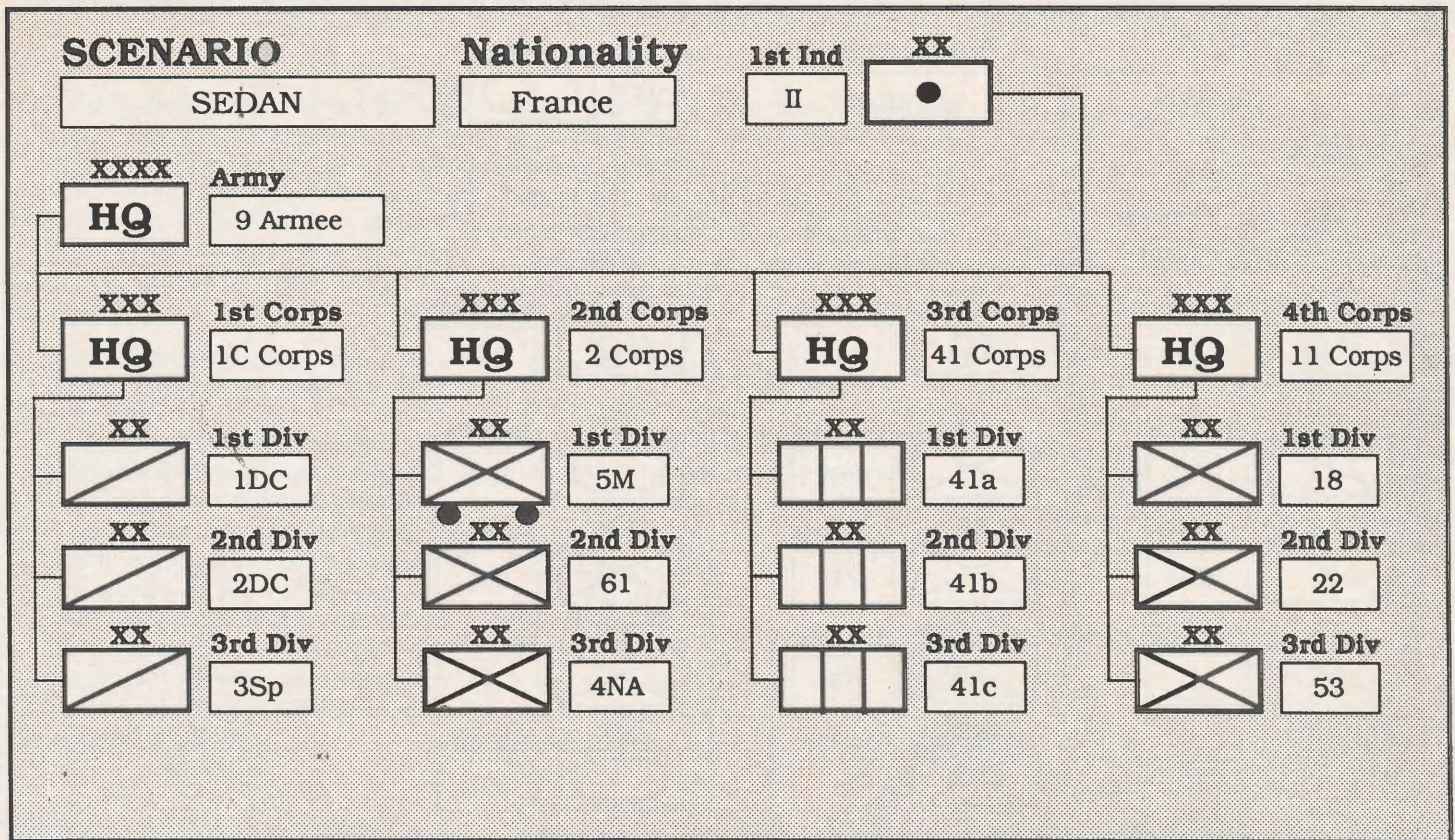 SCENARIO Nationality 1st Ind XX
SEDAN France II
XXXX Army
HQ 9 Armee
XXX 1st Corps XXX 2nd Corps XXX 3rd Corps XXX 4th Corps
HQ 1C Corps HQ 2 Corps HQ 41 Corps HQ 11 Corps
XX 1st Div XX 1st Div XX 1st Div XX 1st Div
1DC 5M 41a 18
XX 2nd Div XX 2nd Div XX 2nd Div XX 2nd Div
2DC 61 41b 22
XX 3rd Div XX 3rd Div XX 3rd Div XX 3rd Div
3Sp 4NA 41c 53